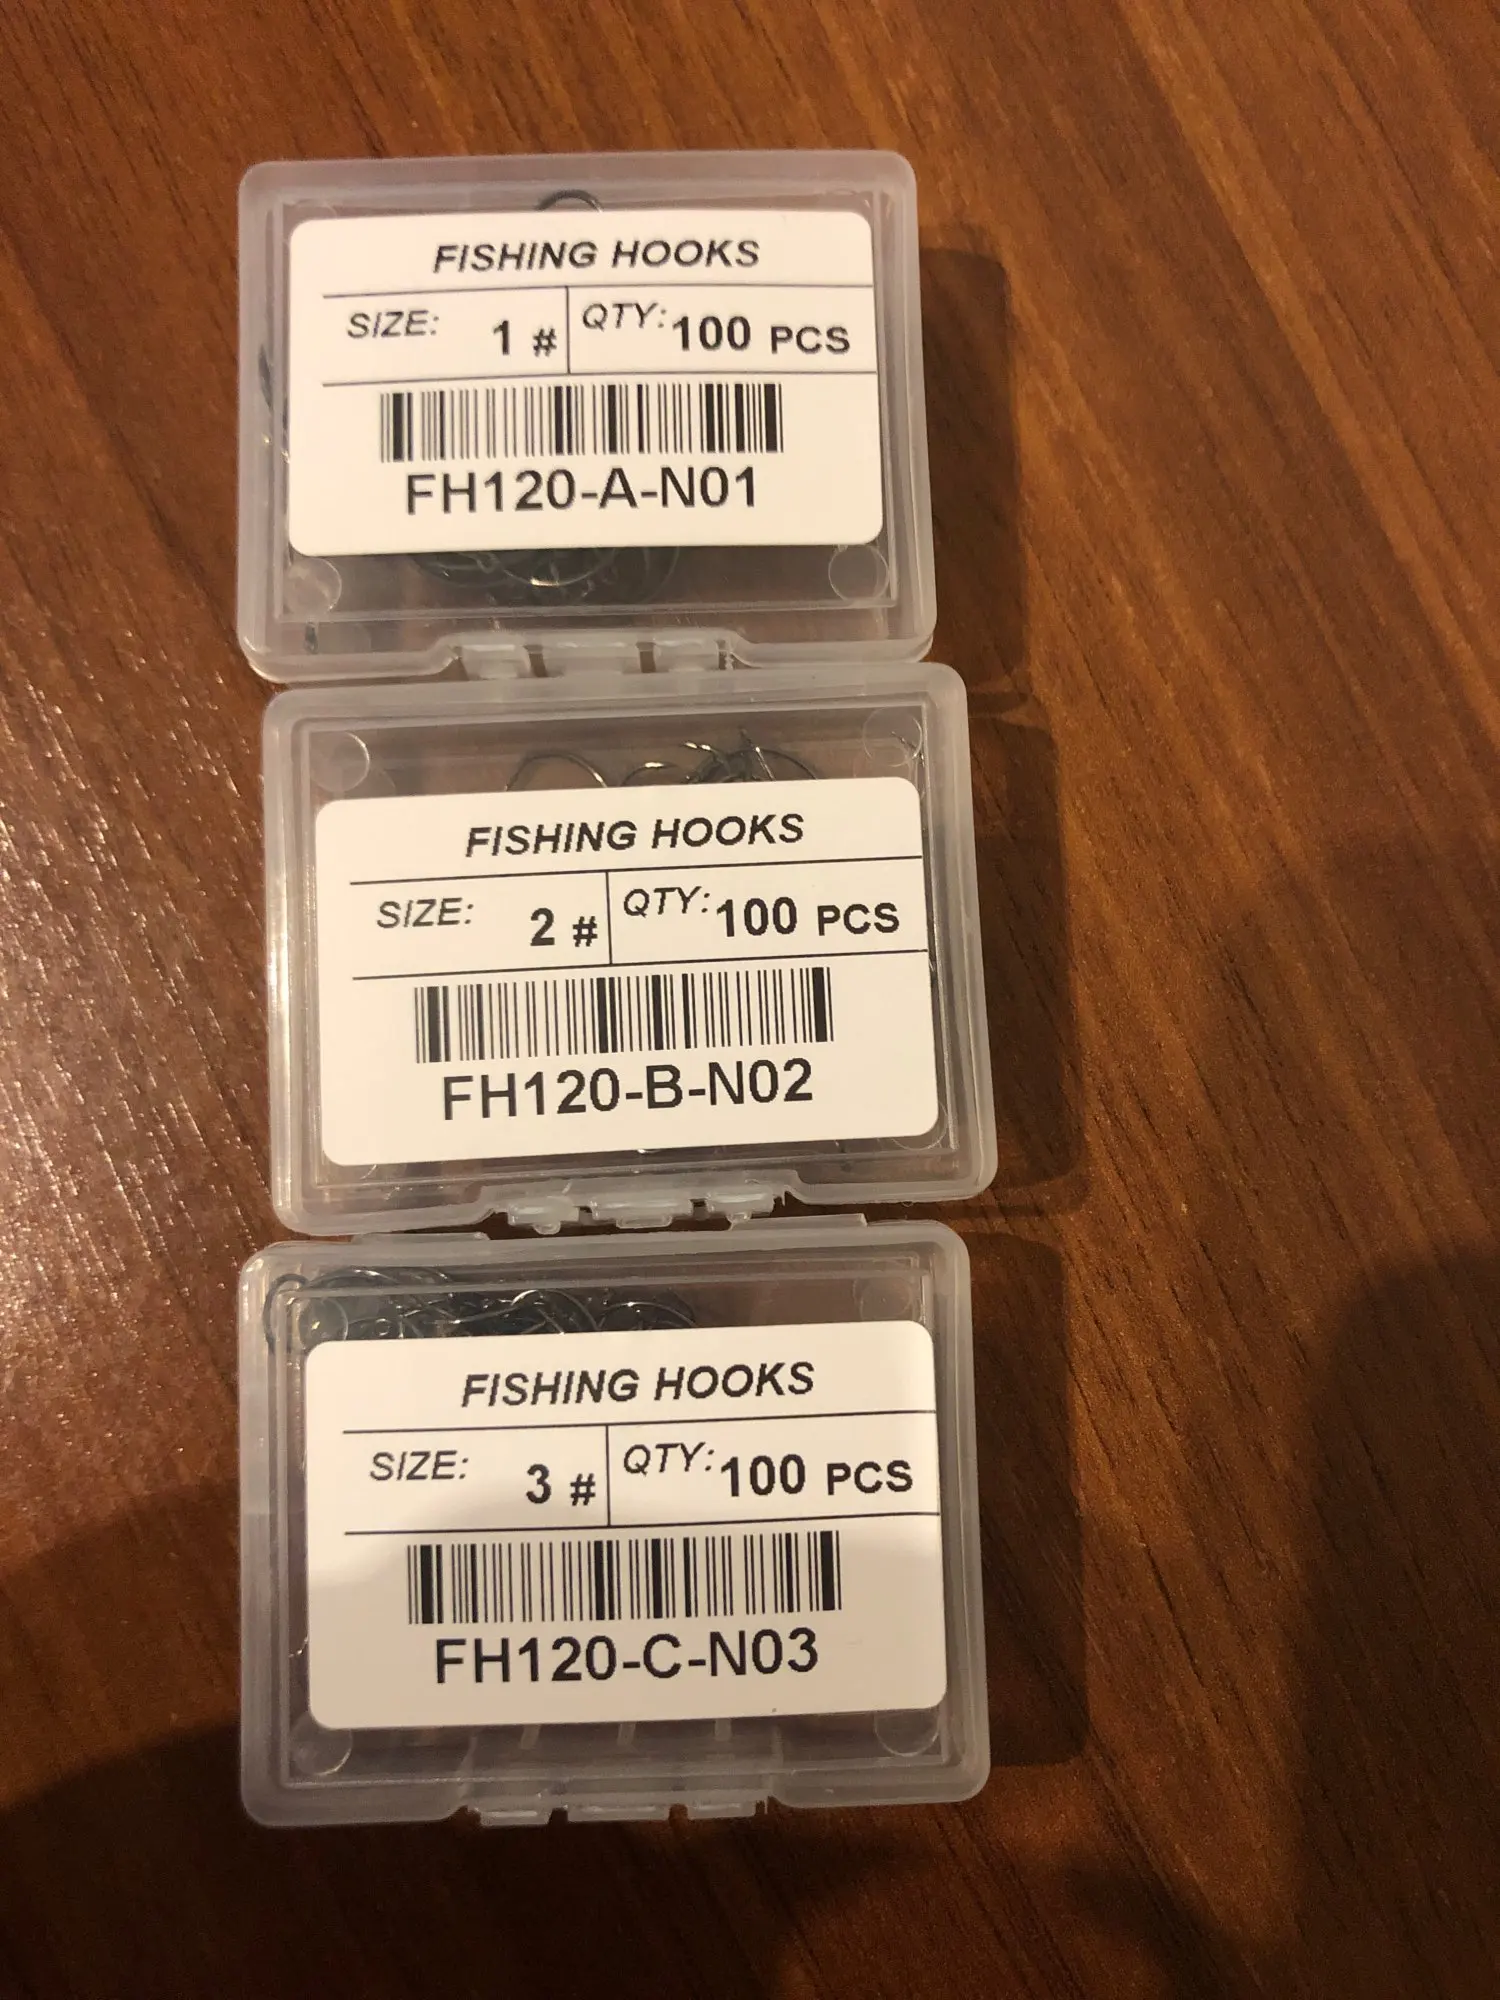 FISHING HOOKS
SIZE: 1 # QTY: 100 PCS
FH120-A-N01
FISHING HOOKS
SIZE: 2 # QTY: 100 PCS
FH120-B-N02
FISHING HOOKS
SIZE: 3 # QTY: 100 PCS
FH120-C-N03